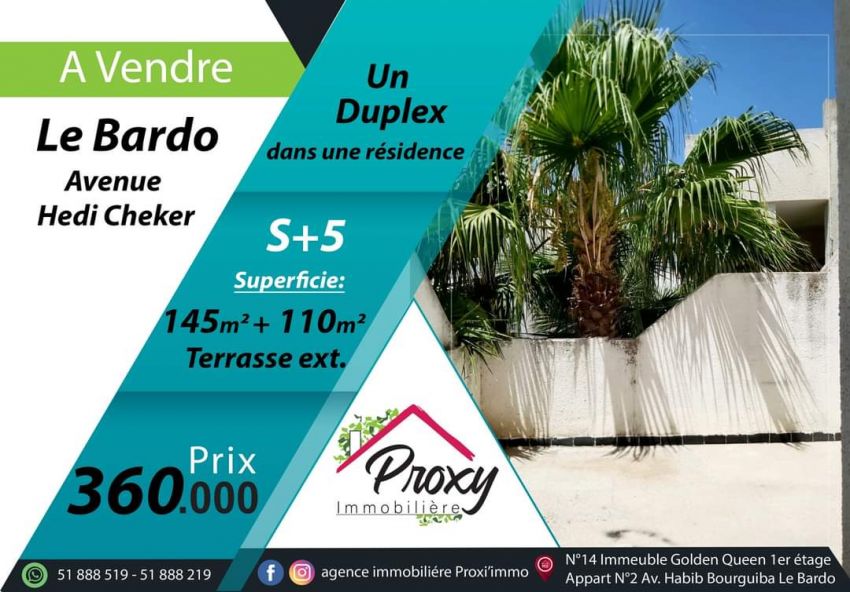 A Vendre
Le Bardo
Avenue
Hedi Cheker
Un
Duplex
dans une résidence
S+5
Superficie:
145m² + 110m²
Terrasse ext.
Prix
360.000
Proxy
Immobilière
51 888 519 - 51 888 219
agence immobiliére Proxi'immo
N°14 Immeuble Golden Queen 1er étage
Appart N°2 Av. Habib Bourguiba Le Bardo